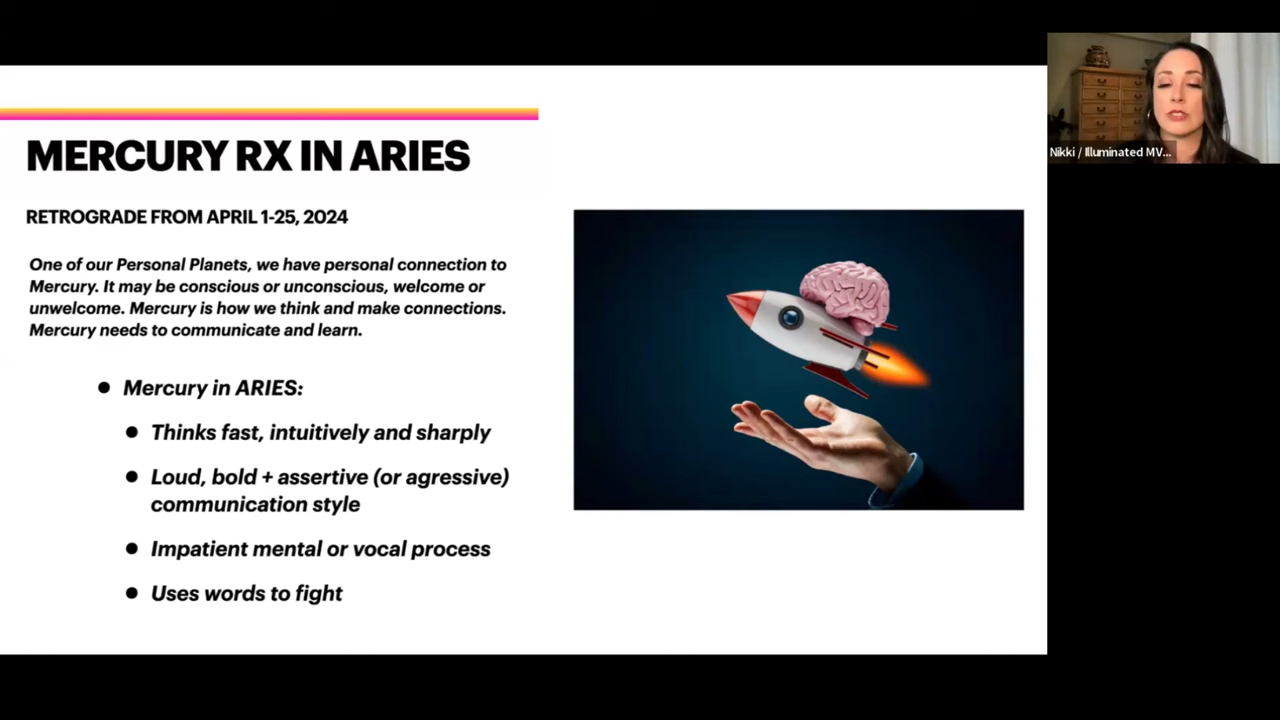 MERCURY RX IN ARIES
RETROGRADE FROM APRIL 1-25, 2024
One of our Personal Planets, we have personal connection to
Mercury. It may be conscious or unconscious, welcome or
unwelcome. Mercury is how we think and make connections.
Mercury needs to communicate and learn.
● Mercury in ARIES:
● Thinks fast, intuitively and sharply
● Loud, bold + assertive (or agressive)
communication style
● Impatient mental or vocal process
● Uses words to fight
Nikki / Illuminated MV...